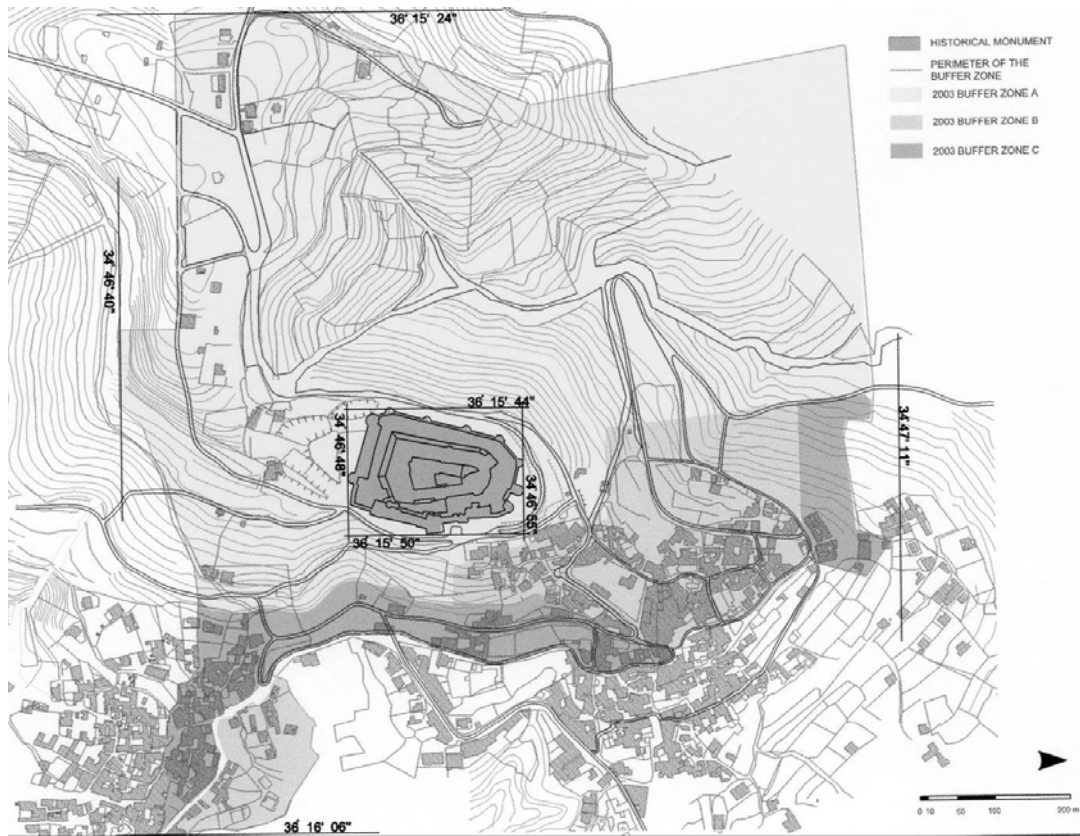 36° 15' 24"
HISTORICAL MONUMENT
PERIMETER OF THE
BUFFER ZONE
2003 BUFFER ZONE A
2003 BUFFER ZONE B
2003 BUFFER ZONE C
34° 46' 40"
36° 15' 44"
34° 46' 48"
34° 47' 11"
34° 46' 55"
36° 15' 50"
0 10 50 100 200 m
36° 16' 06"